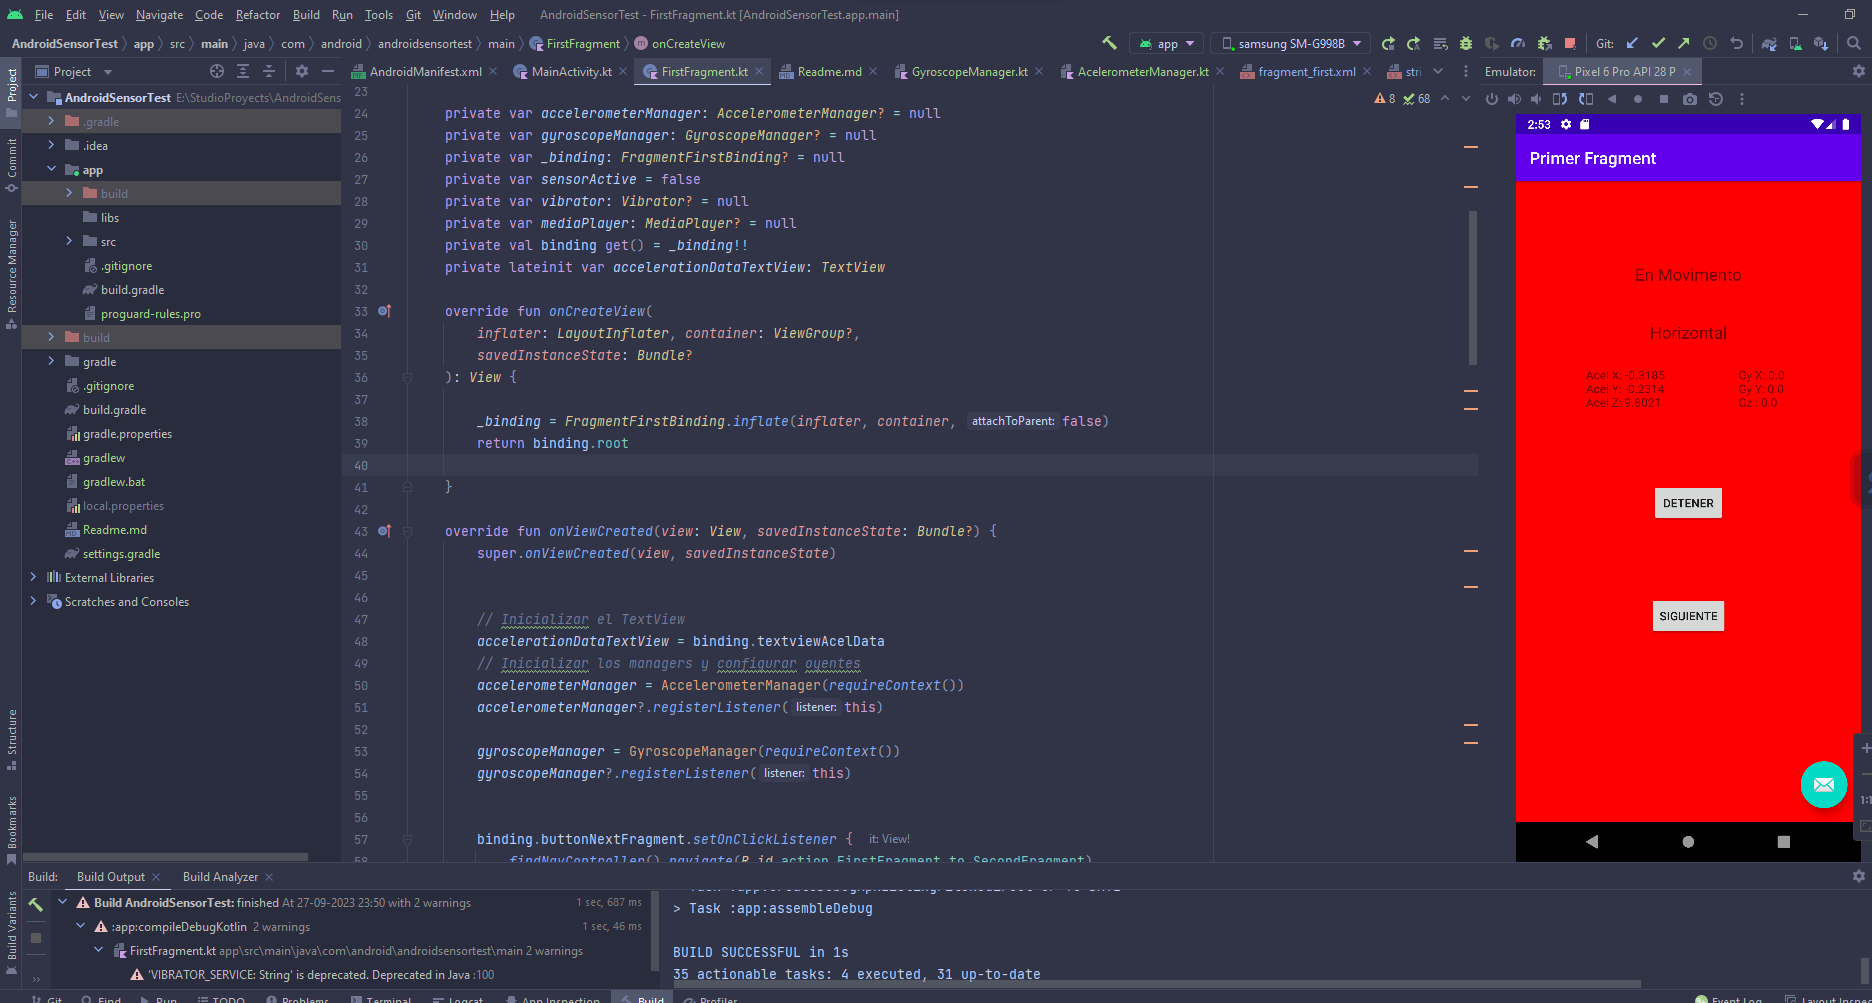 File Edit View Navigate Code Refactor Build Run Tools Git Window Help AndroidSensorTest - FirstFragment.kt [AndroidSensorTest.app.main]
AndroidSensorTest app src main java com android androidsensortest main FirstFragment onCreateView
app samsung SM-G998B Git:
Project
AndroidManifest.xml MainActivity.kt FirstFragment.kt Readme.md GyroscopeManager.kt AcelerometerManager.kt fragment_first.xml stri
Emulator: Pixel 6 Pro API 28 P
Project
Commit
Resource Manager
Structure
Bookmarks
Build Variants
AndroidSensorTest E:\StudioProyects\AndroidSens
.gradle
.idea
app
build
libs
src
.gitignore
build.gradle
proguard-rules.pro
build
gradle
.gitignore
build.gradle
gradle.properties
gradlew
gradlew.bat
local.properties
Readme.md
settings.gradle
External Libraries
Scratches and Consoles
8 68
23
24 private var accelerometerManager: AccelerometerManager? = null
25 private var gyroscopeManager: GyroscopeManager? = null
26 private var _binding: FragmentFirstBinding? = null
27 private var sensorActive = false
28 private var vibrator: Vibrator? = null
29 private var mediaPlayer: MediaPlayer? = null
30 private val binding get() = _binding!!
31 private lateinit var accelerationDataTextView: TextView
32
33 override fun onCreateView(
34 inflater: LayoutInflater, container: ViewGroup?,
35 savedInstanceState: Bundle?
36 ): View {
37
38 _binding = FragmentFirstBinding.inflate(inflater, container, attachToParent: false)
39 return binding.root
40
41 }
42
43 override fun onViewCreated(view: View, savedInstanceState: Bundle?) {
44 super.onViewCreated(view, savedInstanceState)
45
46
47 // Inicializar el TextView
48 accelerationDataTextView = binding.textviewAcelData
49 // Inicializar los managers y configurar oyentes
50 accelerometerManager = AccelerometerManager(requireContext())
51 accelerometerManager?.registerListener( listener: this)
52
53 gyroscopeManager = GyroscopeManager(requireContext())
54 gyroscopeManager?.registerListener( listener: this)
55
56
57 binding.buttonNextFragment.setOnClickListener { it: View!
58 findNavController().navigate(R.id.action_FirstFragment_to_SecondFragment)
2:53
Primer Fragment
En Movimento
Horizontal
Acel X: -0.3185 Gy X: 0.0
Acel Y: -0.2314 Gy Y: 0.0
Acel Z: 9.8021 Gz : 0.0
DETENER
SIGUIENTE
1:1
Build: Build Output Build Analyzer
Build AndroidSensorTest: finished At 27-09-2023 23:50 with 2 warnings 1 sec, 687 ms
:app:compileDebugKotlin 2 warnings 1 sec, 46 ms
FirstFragment.kt app\src\main\java\com\android\androidsensortest\main 2 warnings
'VIBRATOR_SERVICE: String' is deprecated. Deprecated in Java :100
> Task :app:assembleDebug
BUILD SUCCESSFUL in 1s
35 actionable tasks: 4 executed, 31 up-to-date
Git Find Run TODO Problems Terminal Logcat App Inspection Build Profiler Event Log Layout Inspec